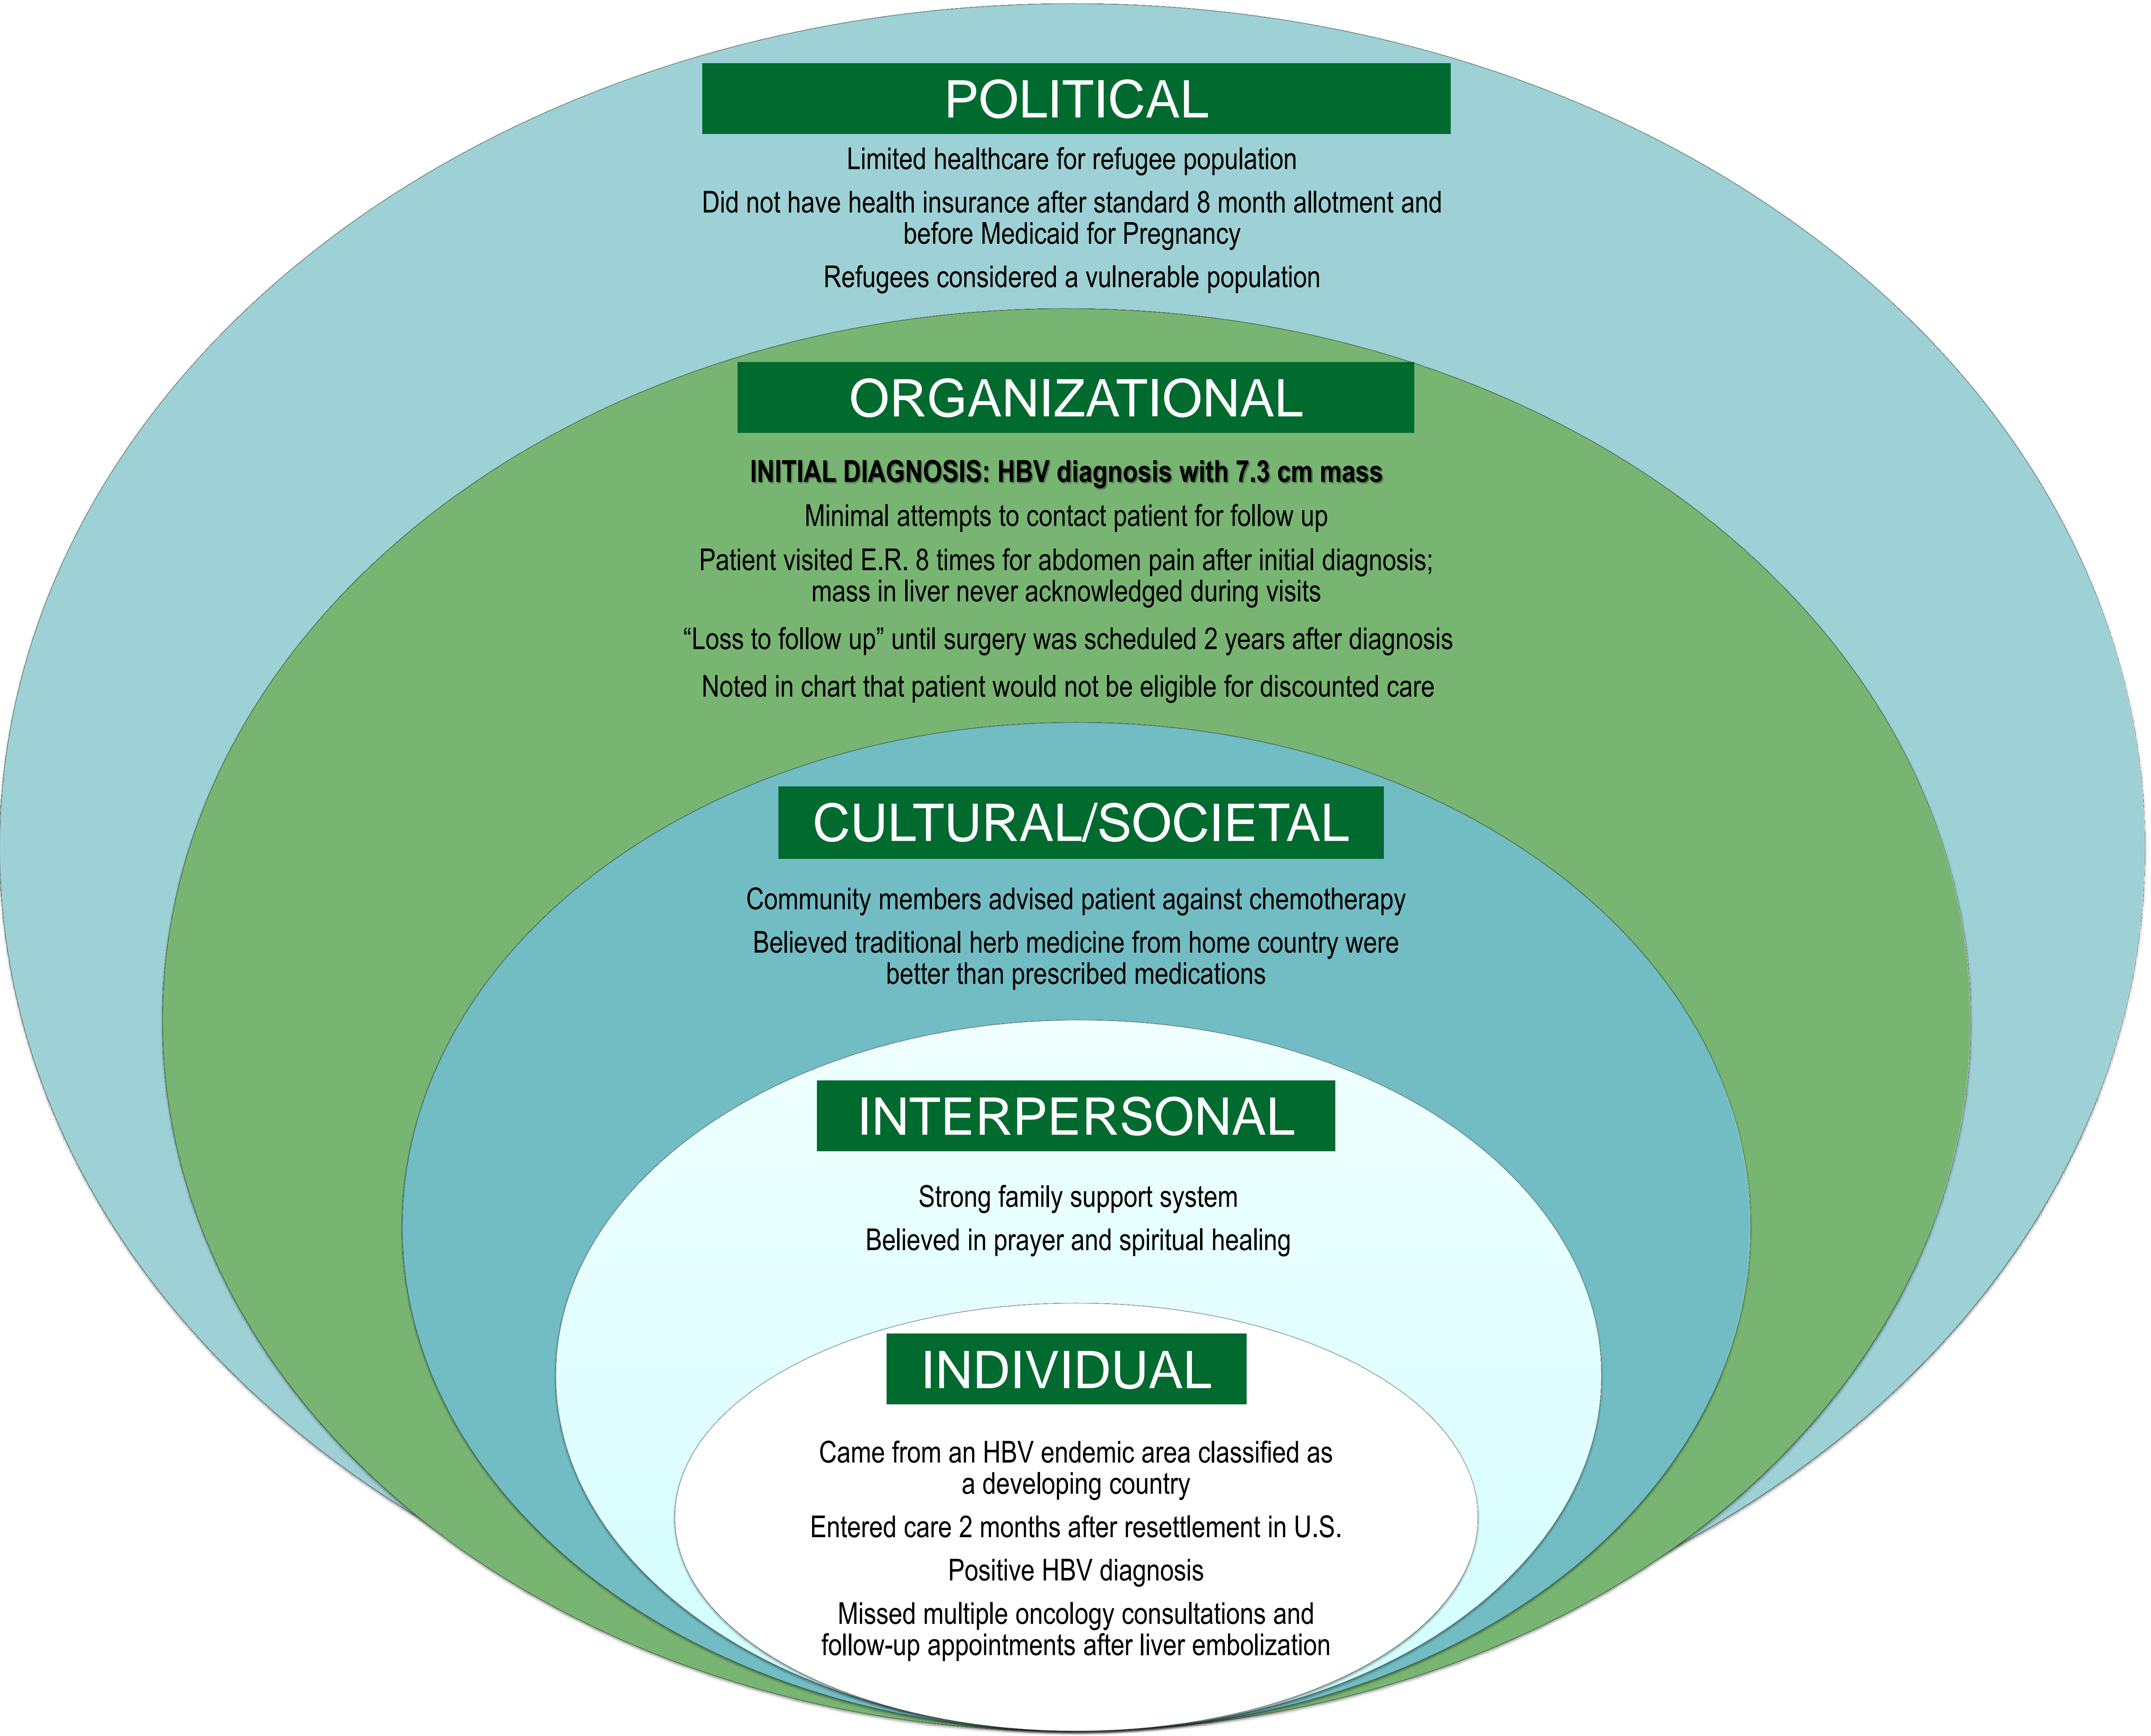 POLITICAL
Limited healthcare for refugee population
Did not have health insurance after standard 8 month allotment and
before Medicaid for Pregnancy
Refugees considered a vulnerable population
ORGANIZATIONAL
INITIAL DIAGNOSIS: HBV diagnosis with 7.3 cm mass
Minimal attempts to contact patient for follow up
Patient visited E.R. 8 times for abdomen pain after initial diagnosis;
mass in liver never acknowledged during visits
“Loss to follow up” until surgery was scheduled 2 years after diagnosis
Noted in chart that patient would not be eligible for discounted care
CULTURAL/SOCIETAL
Community members advised patient against chemotherapy
Believed traditional herb medicine from home country were
better than prescribed medications
INTERPERSONAL
Strong family support system
Believed in prayer and spiritual healing
INDIVIDUAL
Came from an HBV endemic area classified as
a developing country
Entered care 2 months after resettlement in U.S.
Positive HBV diagnosis
Missed multiple oncology consultations and
follow-up appointments after liver embolization